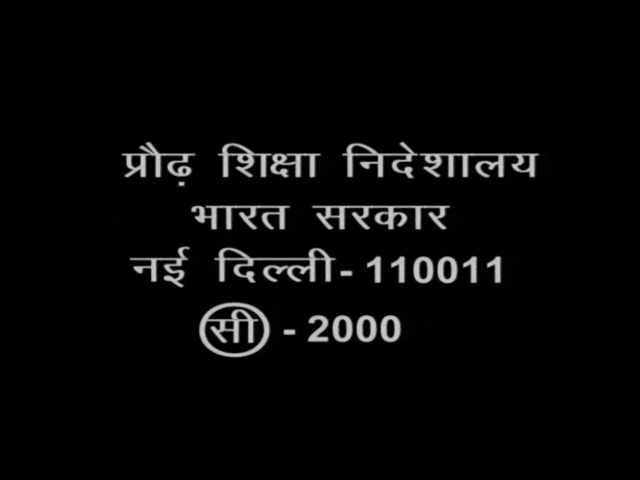 प्रौढ़ शिक्षा निदेशालय
भारत सरकार
नई दिल्ली - 110011
सी - 2000